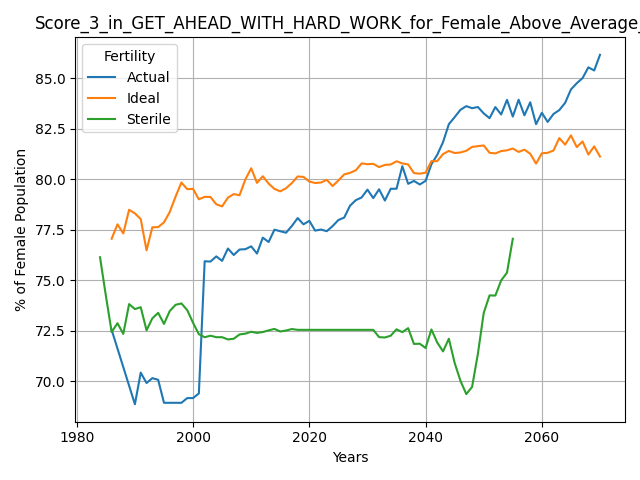 Score_3_in_GET_AHEAD_WITH_HARD_WORK_for_Female_Above_Average_
Fertility
Actual
Ideal
Sterile
85.0
82.5
80.0
77.5
75.0
72.5
70.0
% of Female Population
1980 2000 2020 2040 2060
Years